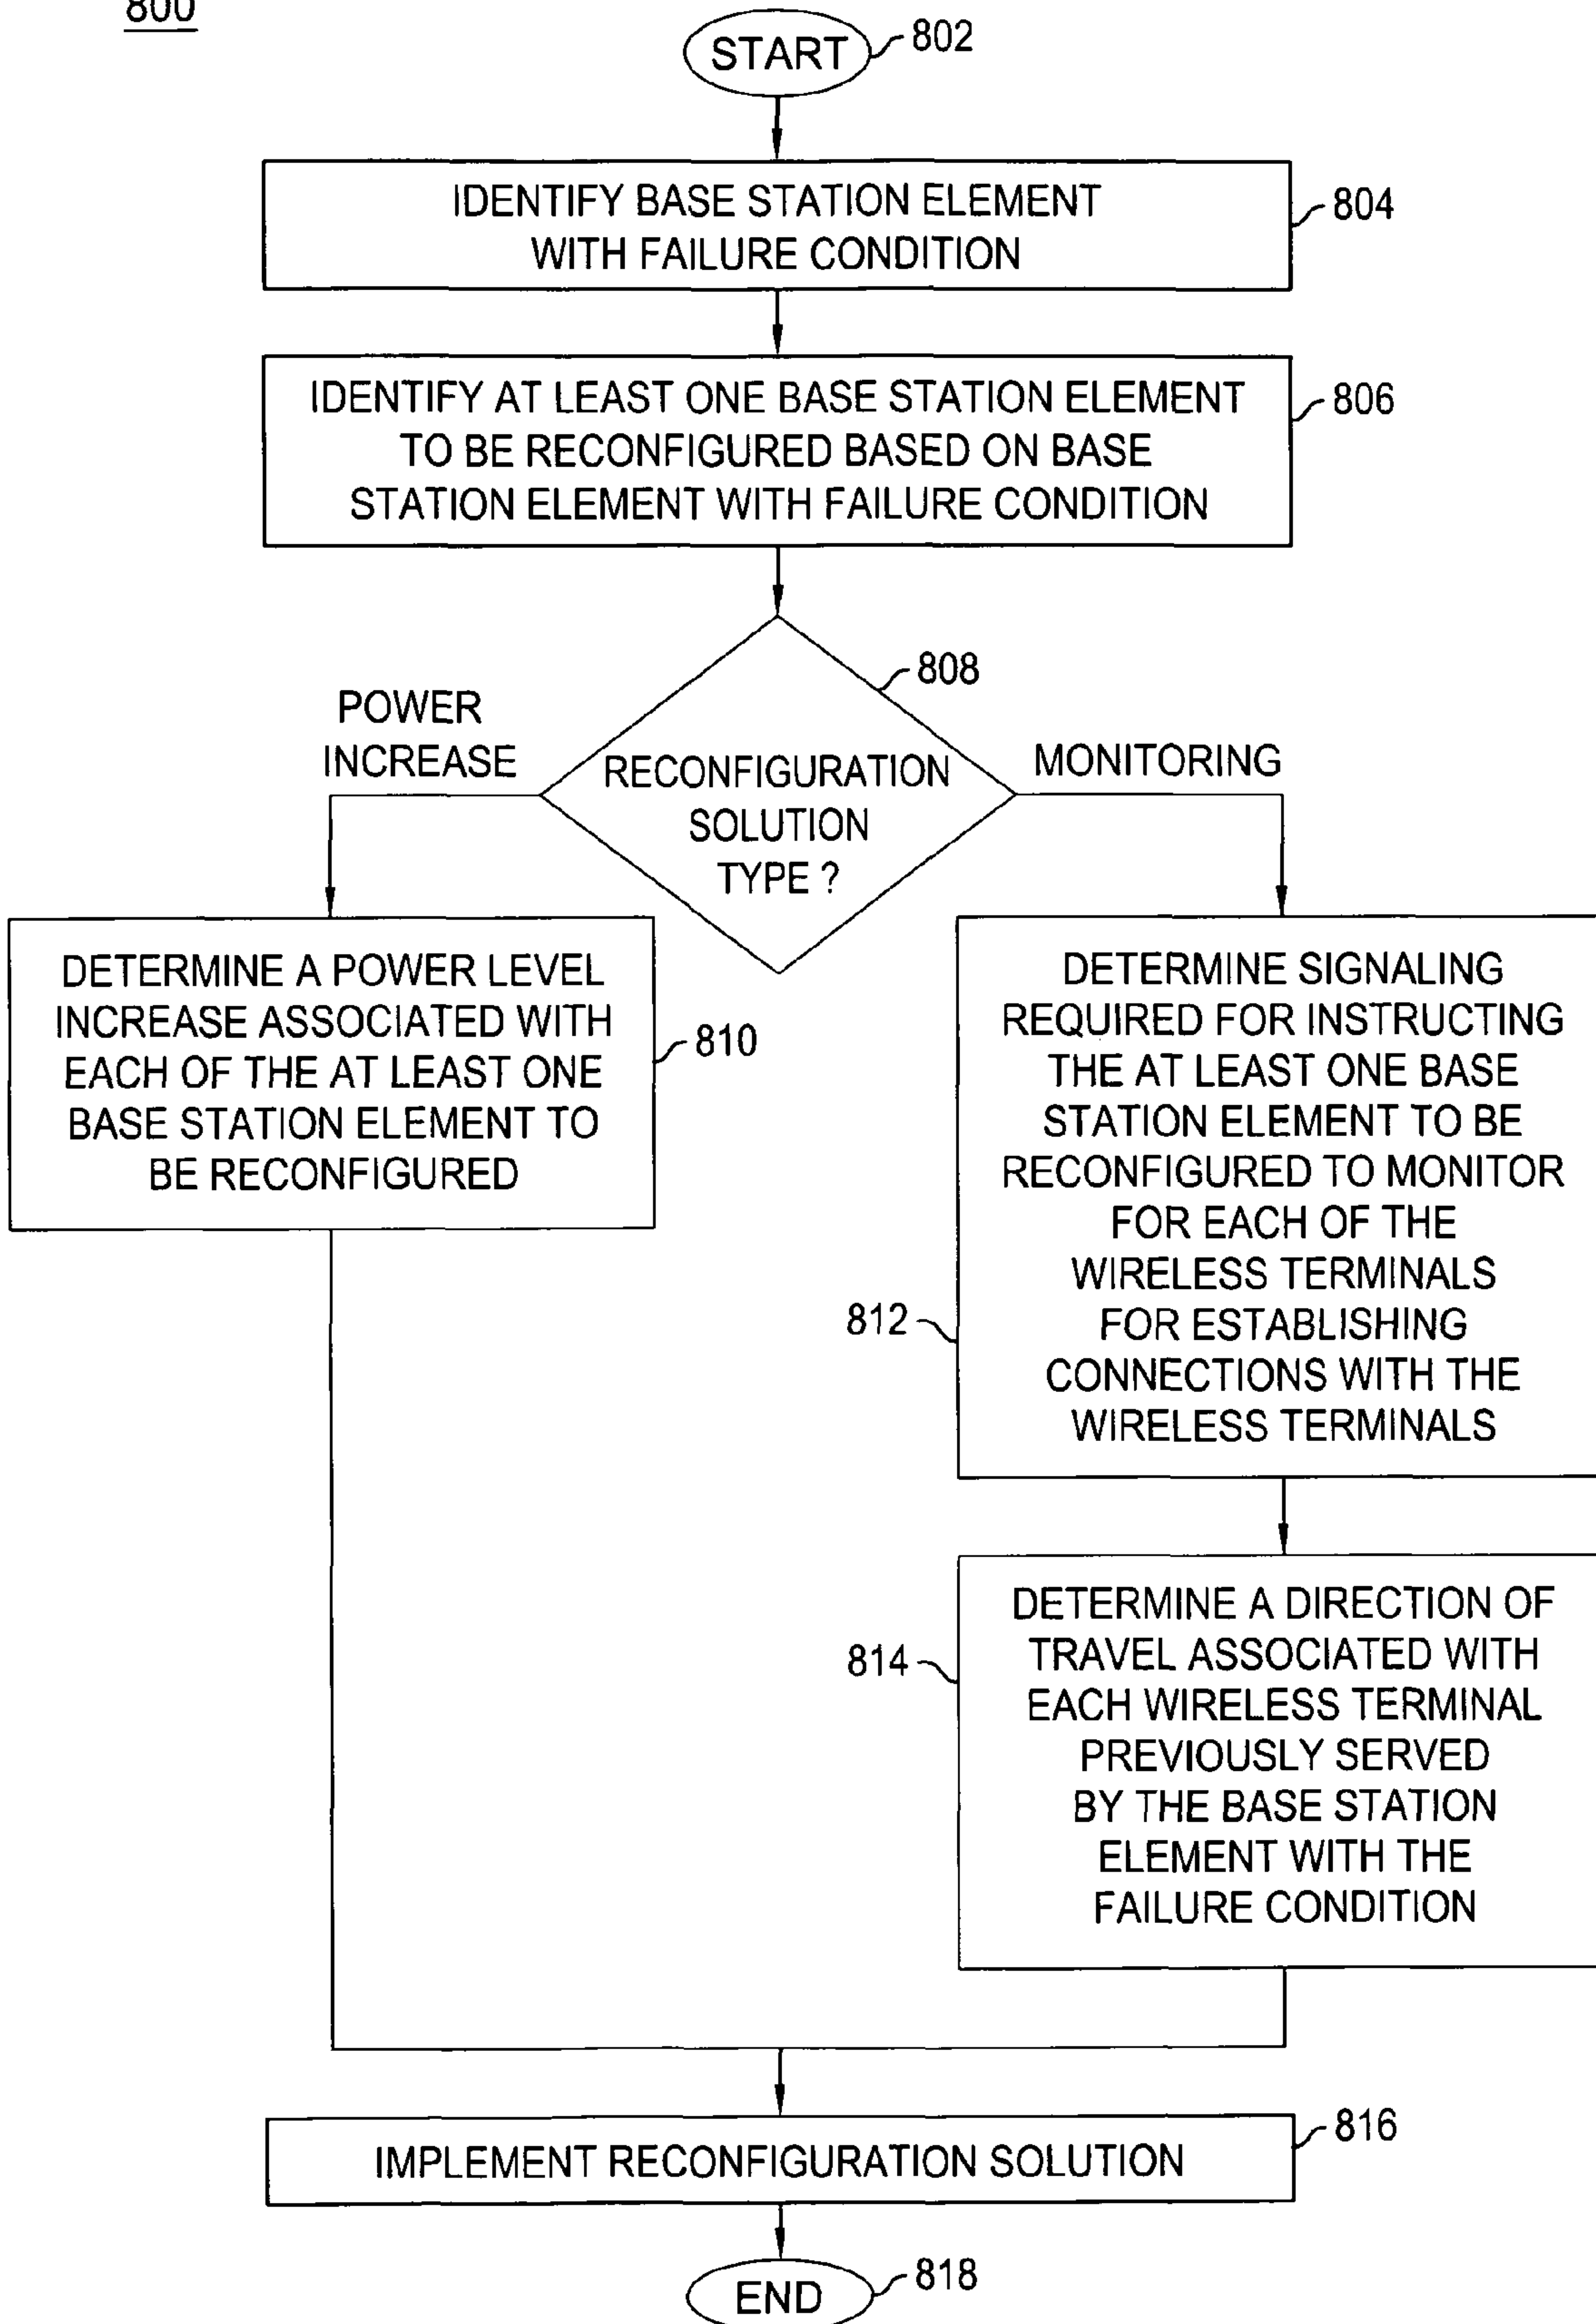 800
START
802
IDENTIFY BASE STATION ELEMENT
WITH FAILURE CONDITION
804
IDENTIFY AT LEAST ONE BASE STATION ELEMENT
TO BE RECONFIGURED BASED ON BASE
STATION ELEMENT WITH FAILURE CONDITION
806
808
RECONFIGURATION
SOLUTION
TYPE ?
POWER
INCREASE
MONITORING
DETERMINE A POWER LEVEL
INCREASE ASSOCIATED WITH
EACH OF THE AT LEAST ONE
BASE STATION ELEMENT TO
BE RECONFIGURED
810
DETERMINE SIGNALING
REQUIRED FOR INSTRUCTING
THE AT LEAST ONE BASE
STATION ELEMENT TO BE
RECONFIGURED TO MONITOR
FOR EACH OF THE
WIRELESS TERMINALS
FOR ESTABLISHING
CONNECTIONS WITH THE
WIRELESS TERMINALS
812
DETERMINE A DIRECTION OF
TRAVEL ASSOCIATED WITH
EACH WIRELESS TERMINAL
PREVIOUSLY SERVED
BY THE BASE STATION
ELEMENT WITH THE
FAILURE CONDITION
814
IMPLEMENT RECONFIGURATION SOLUTION
816
END
818